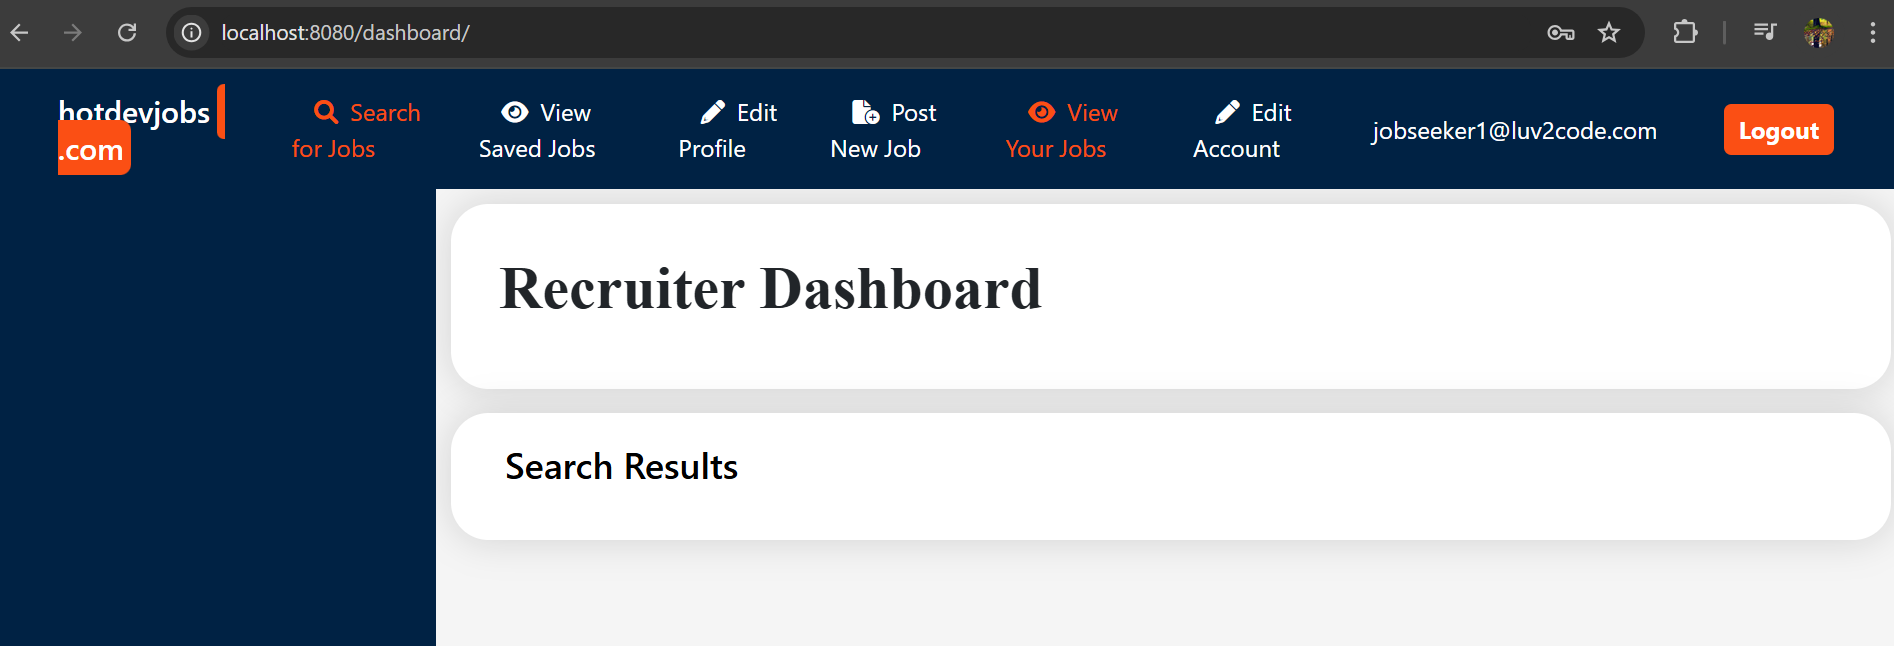 localhost:8080/dashboard/
hotdevjobs
.com
Search
for Jobs
View
Saved Jobs
Edit
Profile
Post
New Job
View
Your Jobs
Edit
Account
jobseeker1@luv2code.com
Logout
Recruiter Dashboard
Search Results